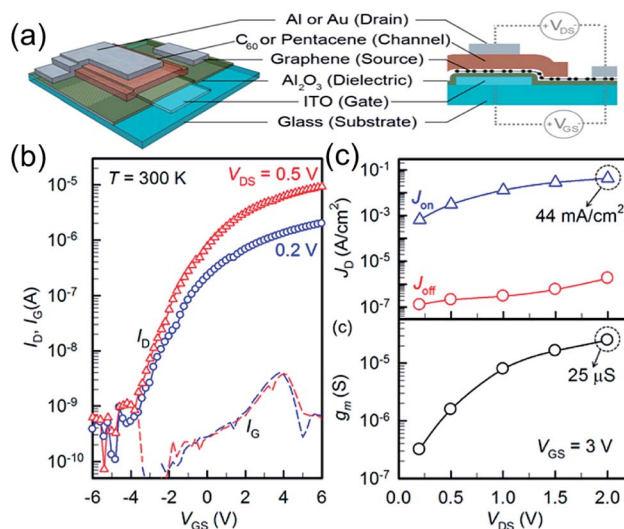 (a)
Al or Au (Drain)
C60 or Pentacene (Channel)
Graphene (Source)
Al2O3 (Dielectric)
ITO (Gate)
Glass (Substrate)
+ VDS -
+ VGS -
(b)
T = 300 K
VDS = 0.5 V
0.2 V
ID
IG
ID, IG(A)
10-5
10-6
10-7
10-8
10-9
10-10
-6 -4 -2 0 2 4 6
VGS (V)
(c)
10-1
10-3
10-5
10-7
JD (A/cm2)
Jon
44 mA/cm2
Joff
(c)
10-5
10-6
10-7
gm (S)
25 μS
VGS = 3 V
0.0 0.5 1.0 1.5 2.0
VDS (V)